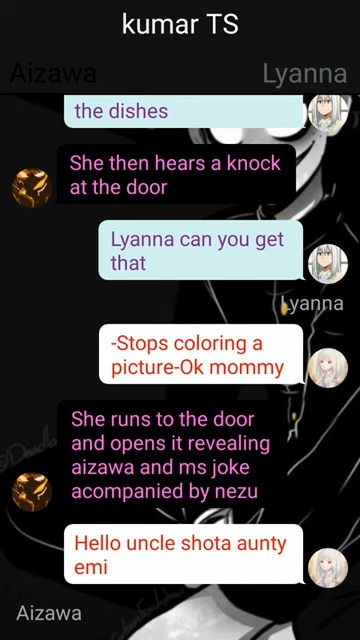 kumar TS
Aizawa
Lyanna
the dishes
She then hears a knock
at the door
Lyanna can you get
that
Lyanna
-Stops coloring a
picture-Ok mommy
She runs to the door
and opens it revealing
aizawa and ms joke
acompanied by nezu
Hello uncle shota aunty
emi
Aizawa